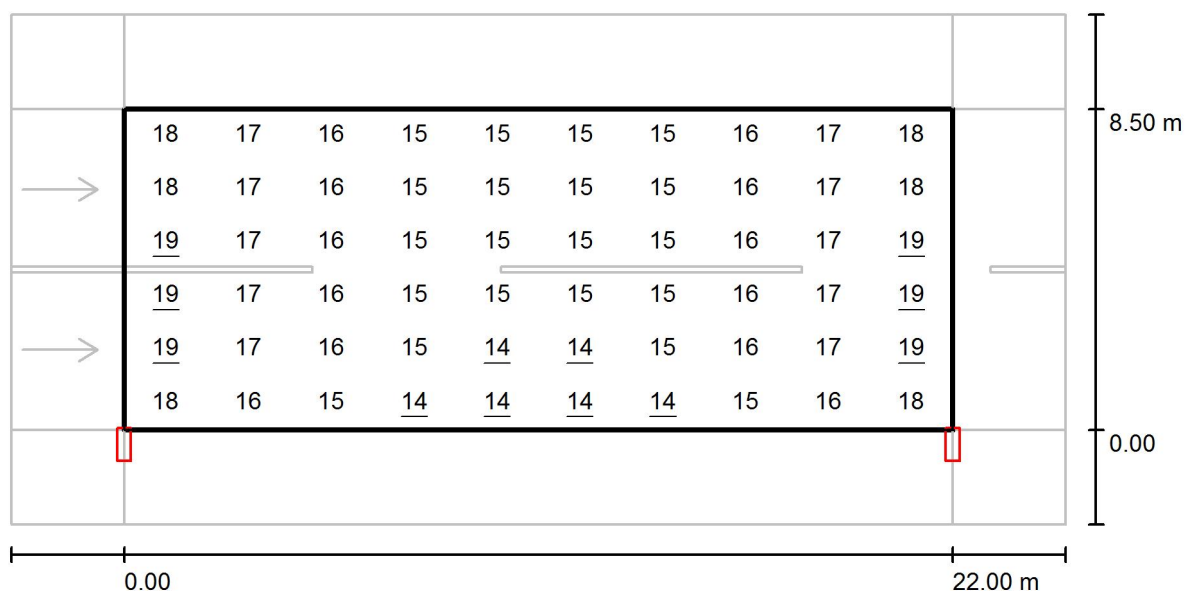 18 17 16 15 15 15 15 16 17 18
8.50 m
18 17 16 15 15 15 15 16 17 18
19 17 16 15 15 15 15 16 17 19
19 17 16 15 15 15 15 16 17 19
19 17 16 15 14 14 15 16 17 19
18 16 15 14 14 14 14 15 16 18
0.00
0.00 22.00 m